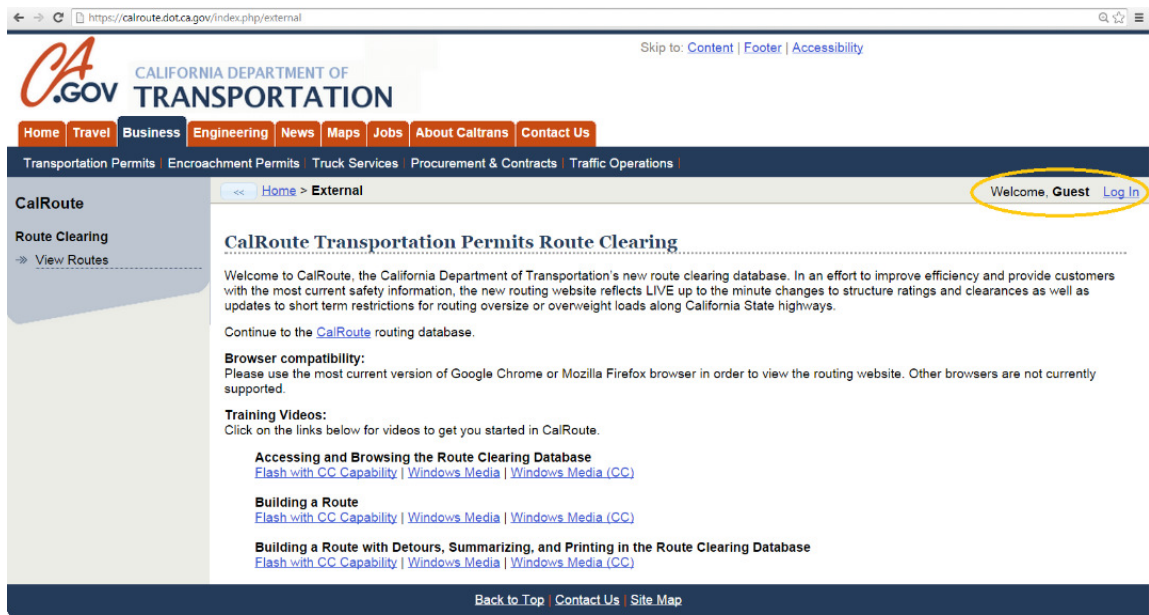 https://calroute.dot.ca.gov/index.php/external
Skip to: Content | Footer | Accessibility
CA.GOV
CALIFORNIA DEPARTMENT OF
TRANSPORTATION
Home Travel Business Engineering News Maps Jobs About Caltrans Contact Us
Transportation Permits | Encroachment Permits | Truck Services | Procurement & Contracts | Traffic Operations |
<< Home > External
Welcome, Guest Log In
CalRoute
Route Clearing
View Routes
CalRoute Transportation Permits Route Clearing
Welcome to CalRoute, the California Department of Transportation's new route clearing database. In an effort to improve efficiency and provide customers
with the most current safety information, the new routing website reflects LIVE up to the minute changes to structure ratings and clearances as well as
updates to short term restrictions for routing oversize or overweight loads along California State highways.
Continue to the CalRoute routing database.
Browser compatibility:
Please use the most current version of Google Chrome or Mozilla Firefox browser in order to view the routing website. Other browsers are not currently
supported.
Training Videos:
Click on the links below for videos to get you started in CalRoute.
Accessing and Browsing the Route Clearing Database
Flash with CC Capability | Windows Media | Windows Media (CC)
Building a Route
Flash with CC Capability | Windows Media | Windows Media (CC)
Building a Route with Detours, Summarizing, and Printing in the Route Clearing Database
Flash with CC Capability | Windows Media | Windows Media (CC)
Back to Top | Contact Us | Site Map